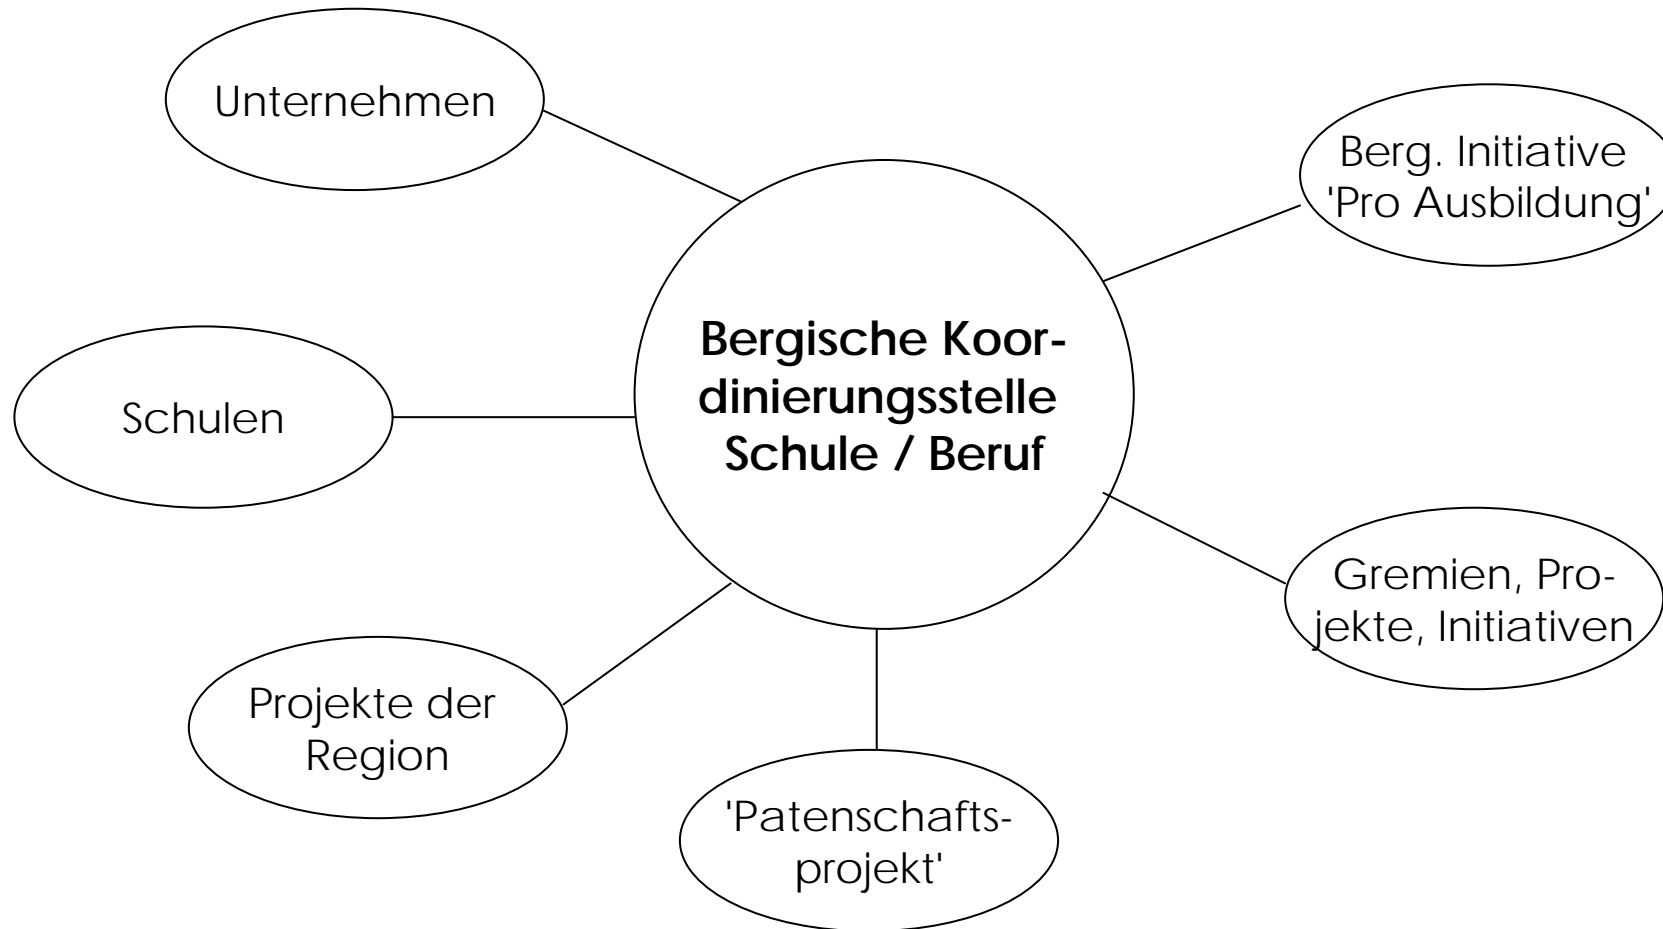 Unternehmen
Berg. Initiative
'Pro Ausbildung'
Bergische Koor-
dinierungsstelle
Schule / Beruf
Schulen
Gremien, Pro-
jekte, Initiativen
Projekte der
Region
'Patenschafts-
projekt'